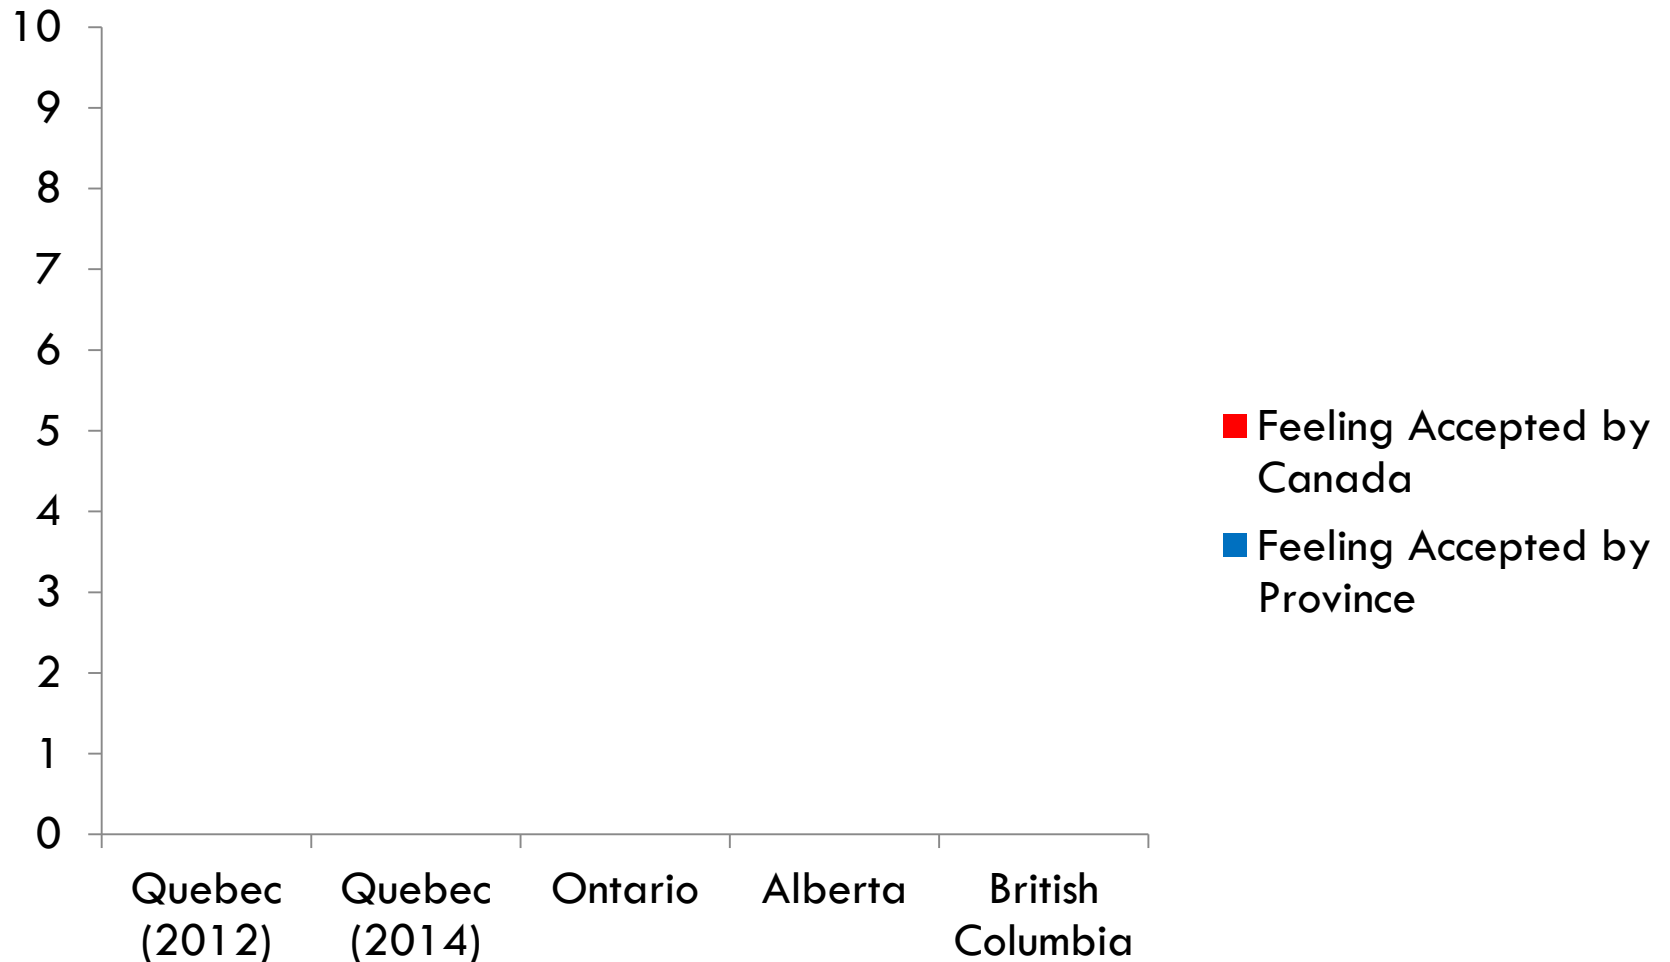 10
9
8
7
6
5
4
3
2
1
0
Quebec
(2012)
Quebec
(2014)
Ontario
Alberta
British
Columbia
Feeling Accepted by
Canada
Feeling Accepted by
Province